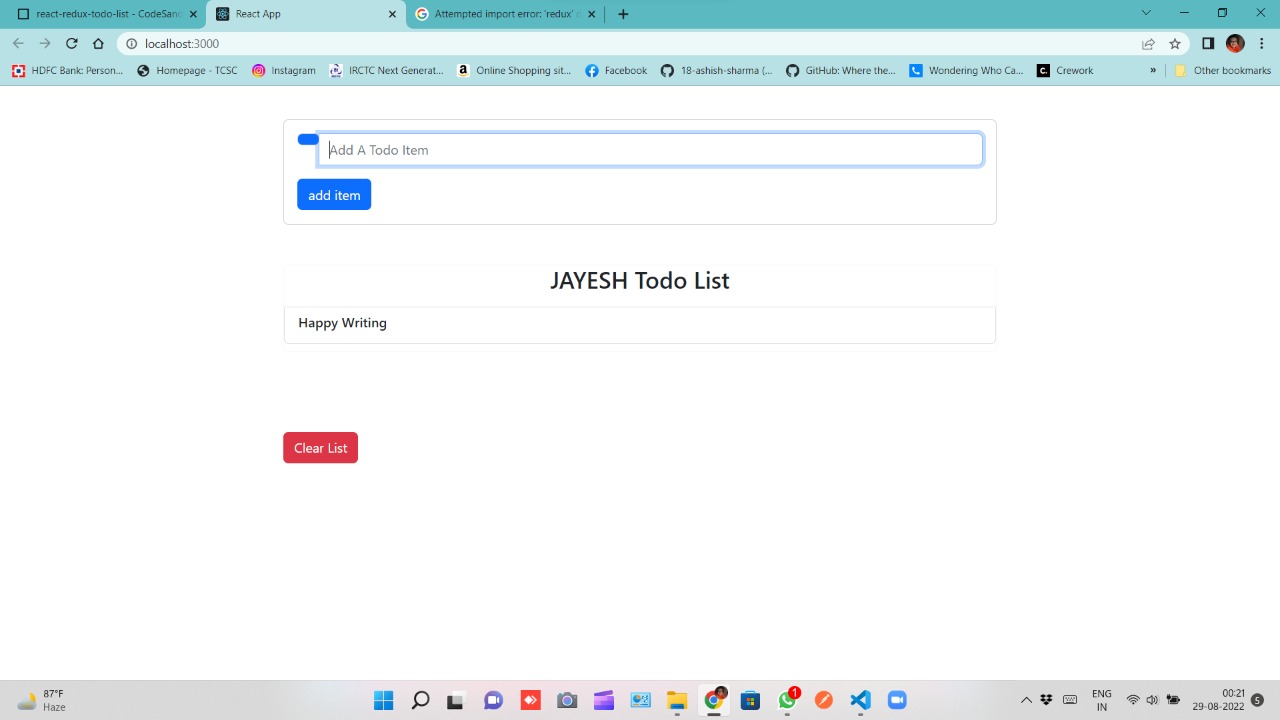 react-redux-todo-list - CodeSand
React App
Attempted import error: 'redux' d
localhost:3000
HDFC Bank: Person...
Homepage - TCSC
Instagram
IRCTC Next Generat...
Online Shopping sit...
Facebook
18-ashish-sharma (...
GitHub: Where the...
Wondering Who Ca...
Crework
»
Other bookmarks
Add A Todo Item
add item
JAYESH Todo List
Happy Writing
Clear List
87°F
Haze
1
ENG
IN
00:21
29-08-2022
5